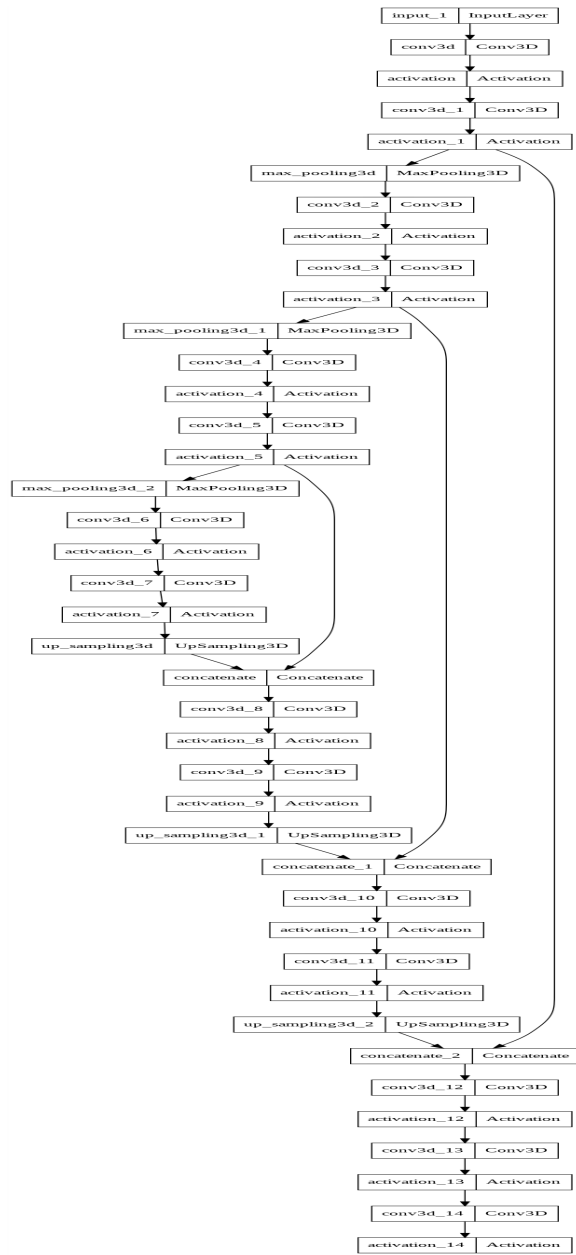 input_1 InputLayer
conv3d Conv3D
activation Activation
conv3d_1 Conv3D
activation_1 Activation
max_pooling3d MaxPooling3D
conv3d_2 Conv3D
activation_2 Activation
conv3d_3 Conv3D
activation_3 Activation
max_pooling3d_1 MaxPooling3D
conv3d_4 Conv3D
activation_4 Activation
conv3d_5 Conv3D
activation_5 Activation
max_pooling3d_2 MaxPooling3D
conv3d_6 Conv3D
activation_6 Activation
conv3d_7 Conv3D
activation_7 Activation
up_sampling3d UpSampling3D
concatenate Concatenate
conv3d_8 Conv3D
activation_8 Activation
conv3d_9 Conv3D
activation_9 Activation
up_sampling3d_1 UpSampling3D
concatenate_1 Concatenate
conv3d_10 Conv3D
activation_10 Activation
conv3d_11 Conv3D
activation_11 Activation
up_sampling3d_2 UpSampling3D
concatenate_2 Concatenate
conv3d_12 Conv3D
activation_12 Activation
conv3d_13 Conv3D
activation_13 Activation
conv3d_14 Conv3D
activation_14 Activation